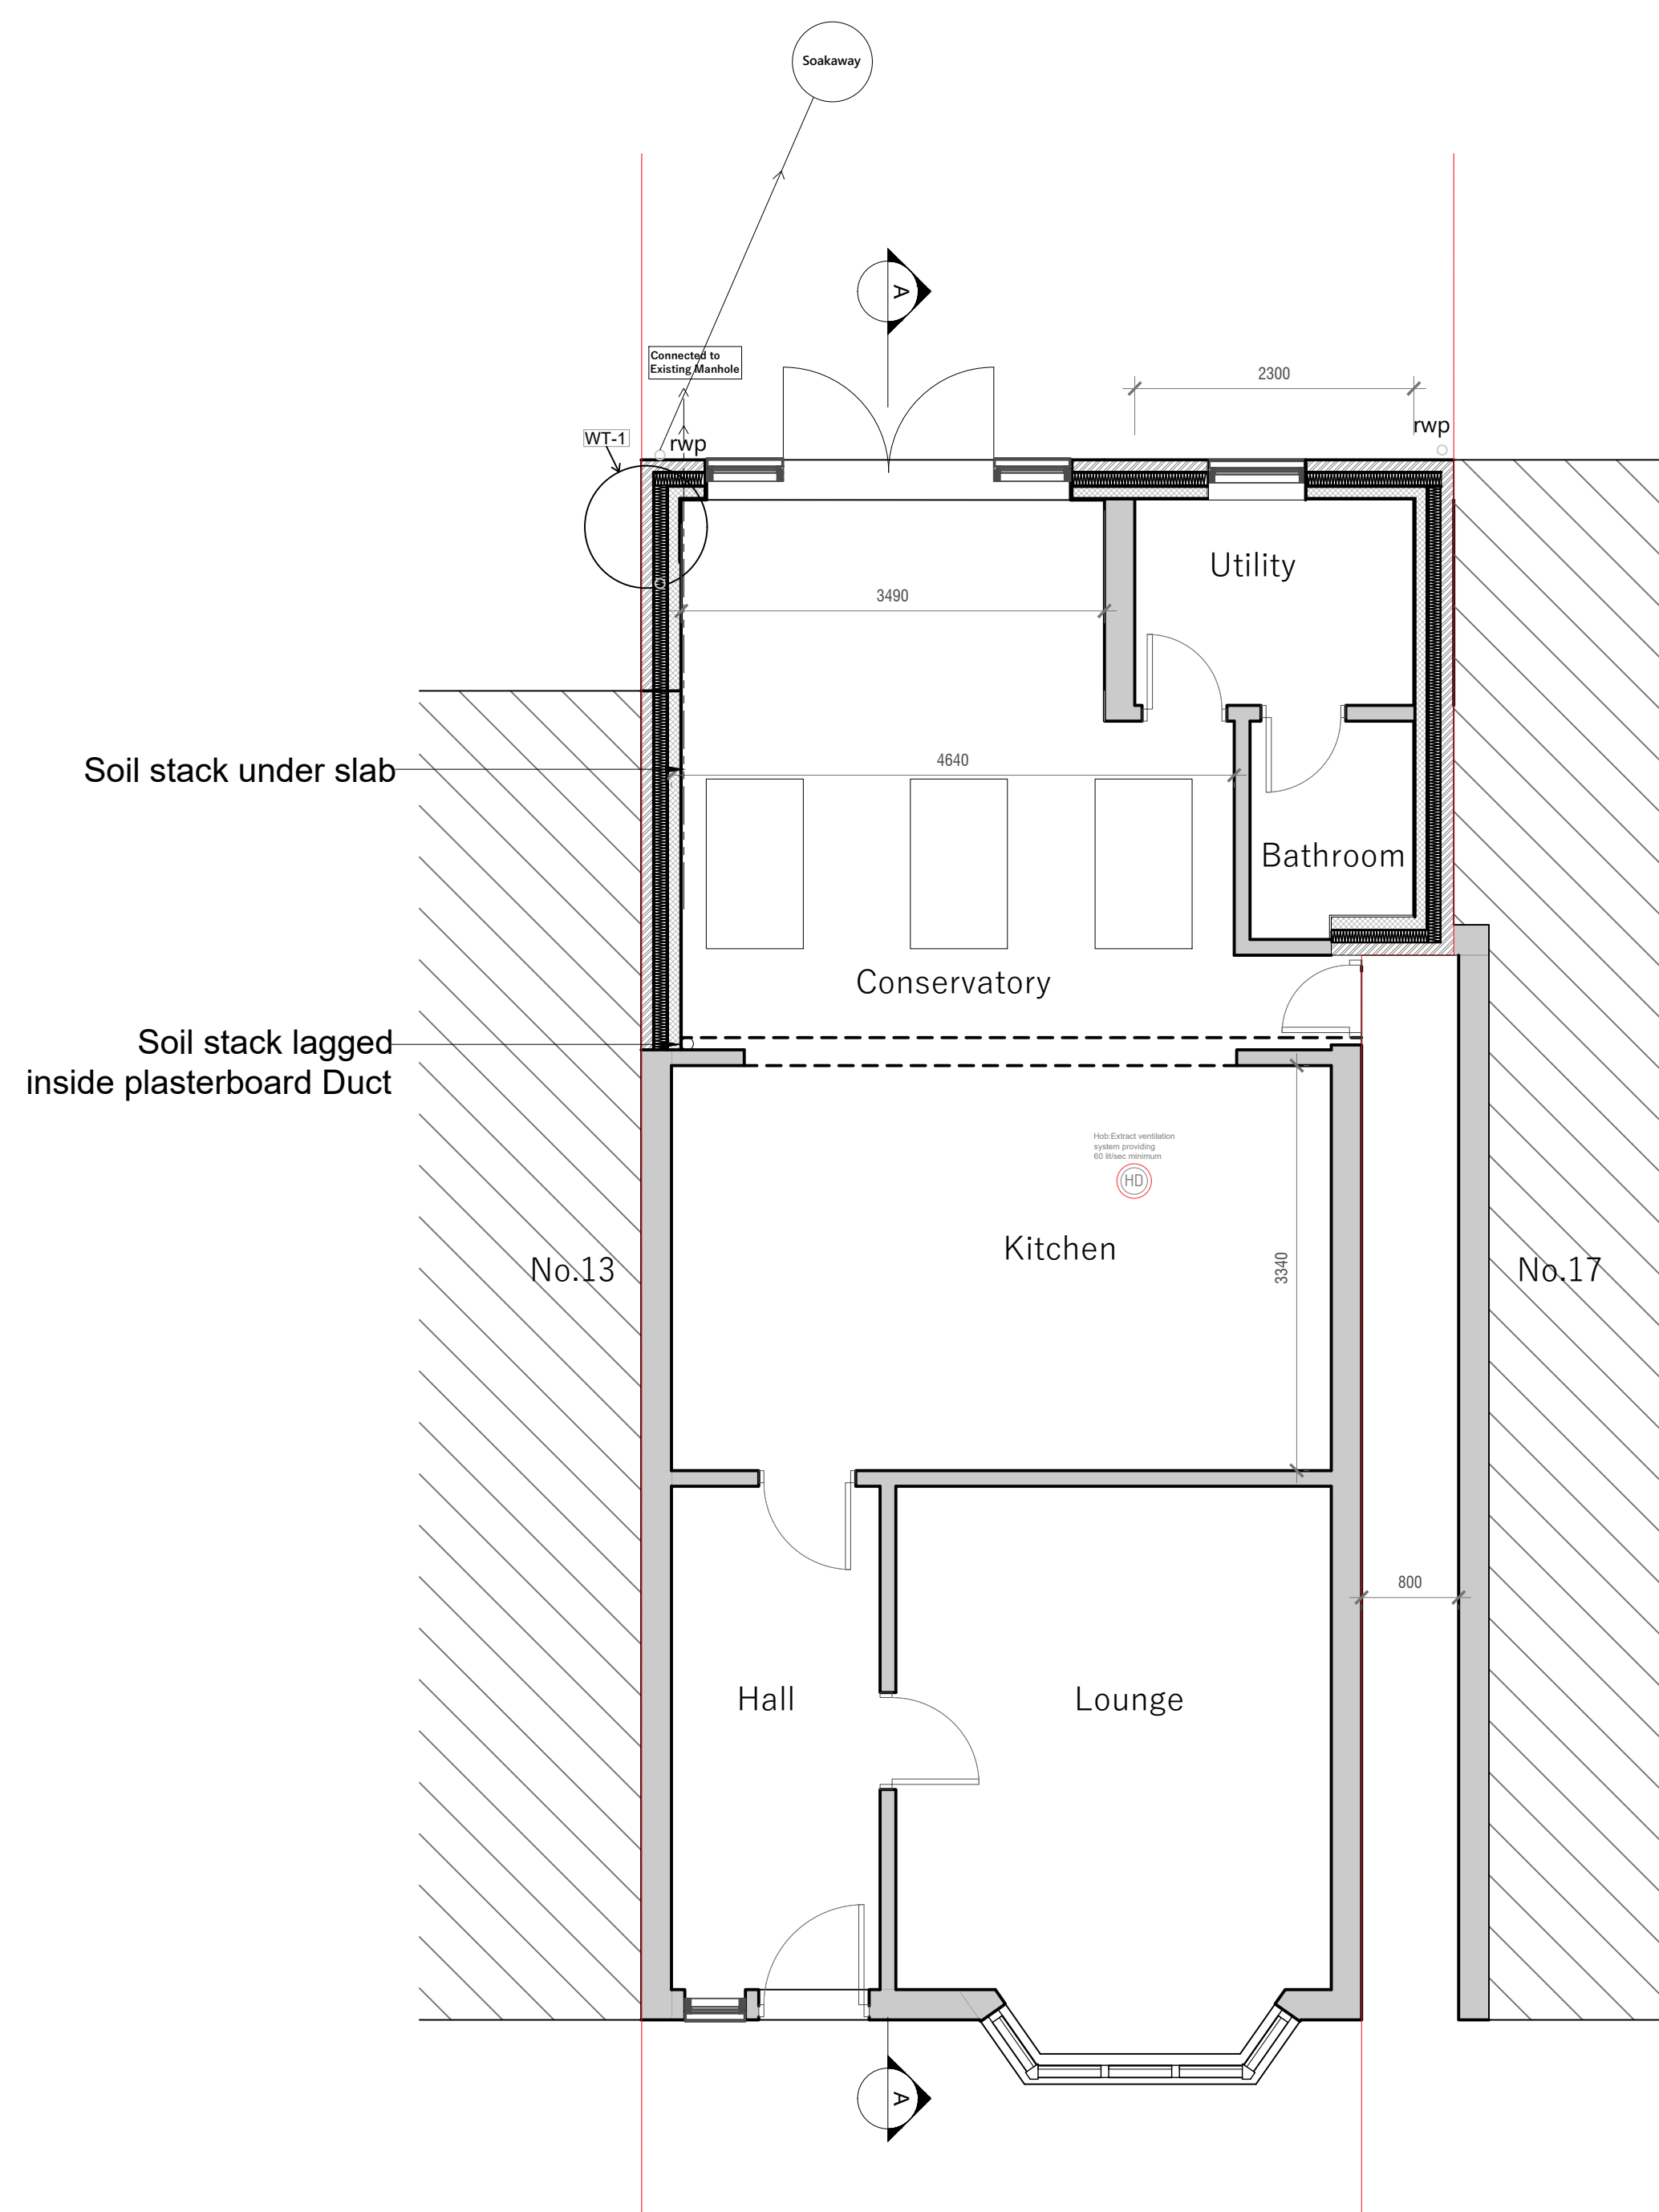 Soakaway
A
Connected to
Existing Manhole
2300
WT-1
rwp
rwp
Utility
3490
Soil stack under slab
4640
Bathroom
Conservatory
Soil stack lagged
inside plasterboard Duct
Hob:Extract ventilation
system providing
60 lit/sec minimum
HD
Kitchen
3340
No.13
No.17
800
Hall
Lounge
A